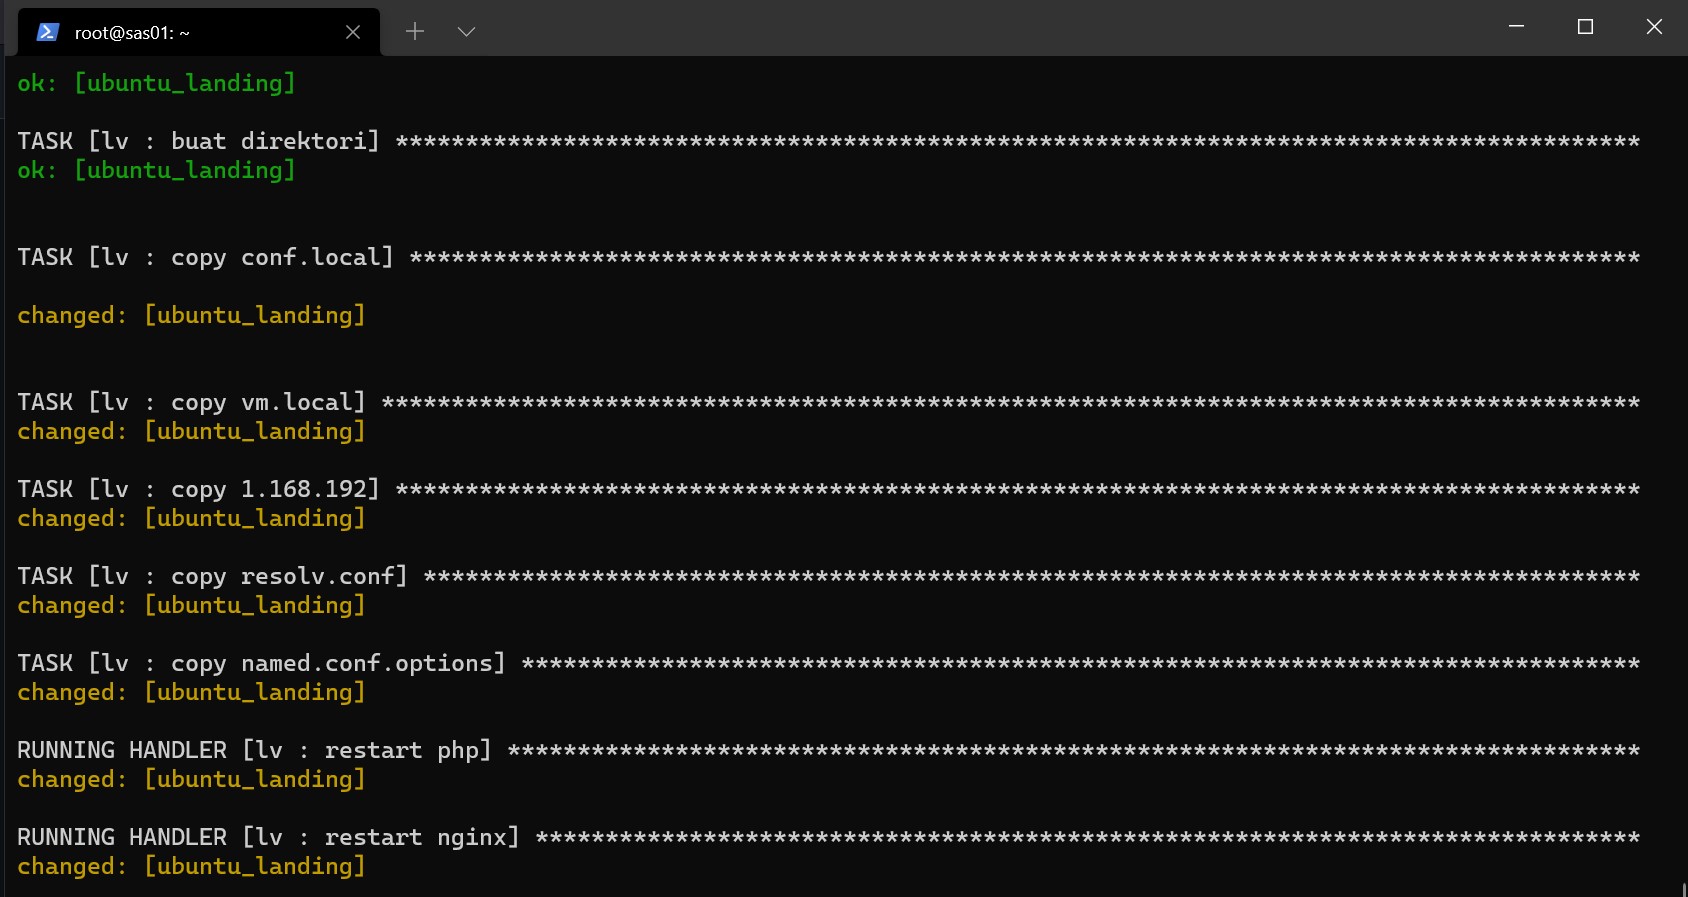 root@sas01: ~
ok: [ubuntu_landing]
TASK [lv : buat direktori] *****************************************************************************************
ok: [ubuntu_landing]
TASK [lv : copy conf.local] ****************************************************************************************
changed: [ubuntu_landing]
TASK [lv : copy vm.local] ******************************************************************************************
changed: [ubuntu_landing]
TASK [lv : copy 1.168.192] *****************************************************************************************
changed: [ubuntu_landing]
TASK [lv : copy resolv.conf] ***************************************************************************************
changed: [ubuntu_landing]
TASK [lv : copy named.conf.options] ********************************************************************************
changed: [ubuntu_landing]
RUNNING HANDLER [lv : restart php] *********************************************************************************
changed: [ubuntu_landing]
RUNNING HANDLER [lv : restart nginx] *******************************************************************************
changed: [ubuntu_landing]